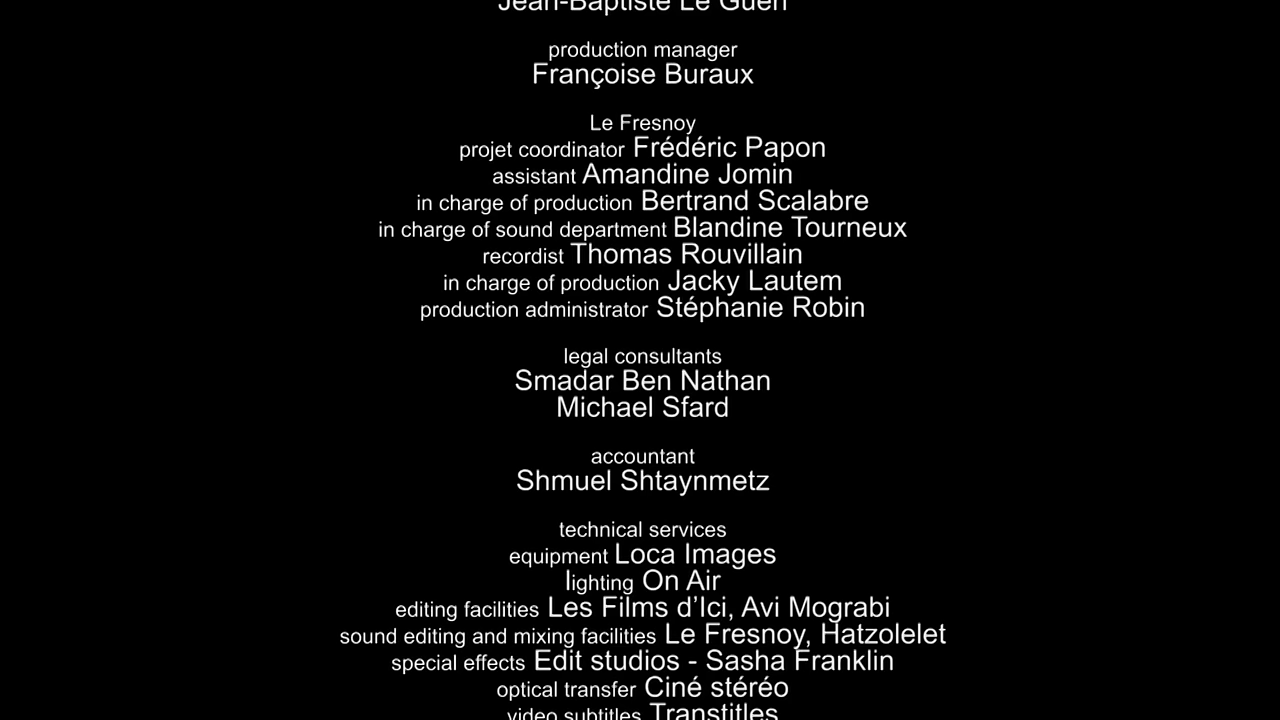 Jean-Baptiste Le Guen
production manager
Françoise Buraux
Le Fresnoy
projet coordinator Frédéric Papon
assistant Amandine Jomin
in charge of production Bertrand Scalabre
in charge of sound department Blandine Tourneux
recordist Thomas Rouvillain
in charge of production Jacky Lautem
production administrator Stéphanie Robin
legal consultants
Smadar Ben Nathan
Michael Sfard
accountant
Shmuel Shtaynmetz
technical services
equipment Loca Images
lighting On Air
editing facilities Les Films d’Ici, Avi Mograbi
sound editing and mixing facilities Le Fresnoy, Hatzolelet
special effects Edit studios - Sasha Franklin
optical transfer Ciné stéréo
video subtitles Transtitles